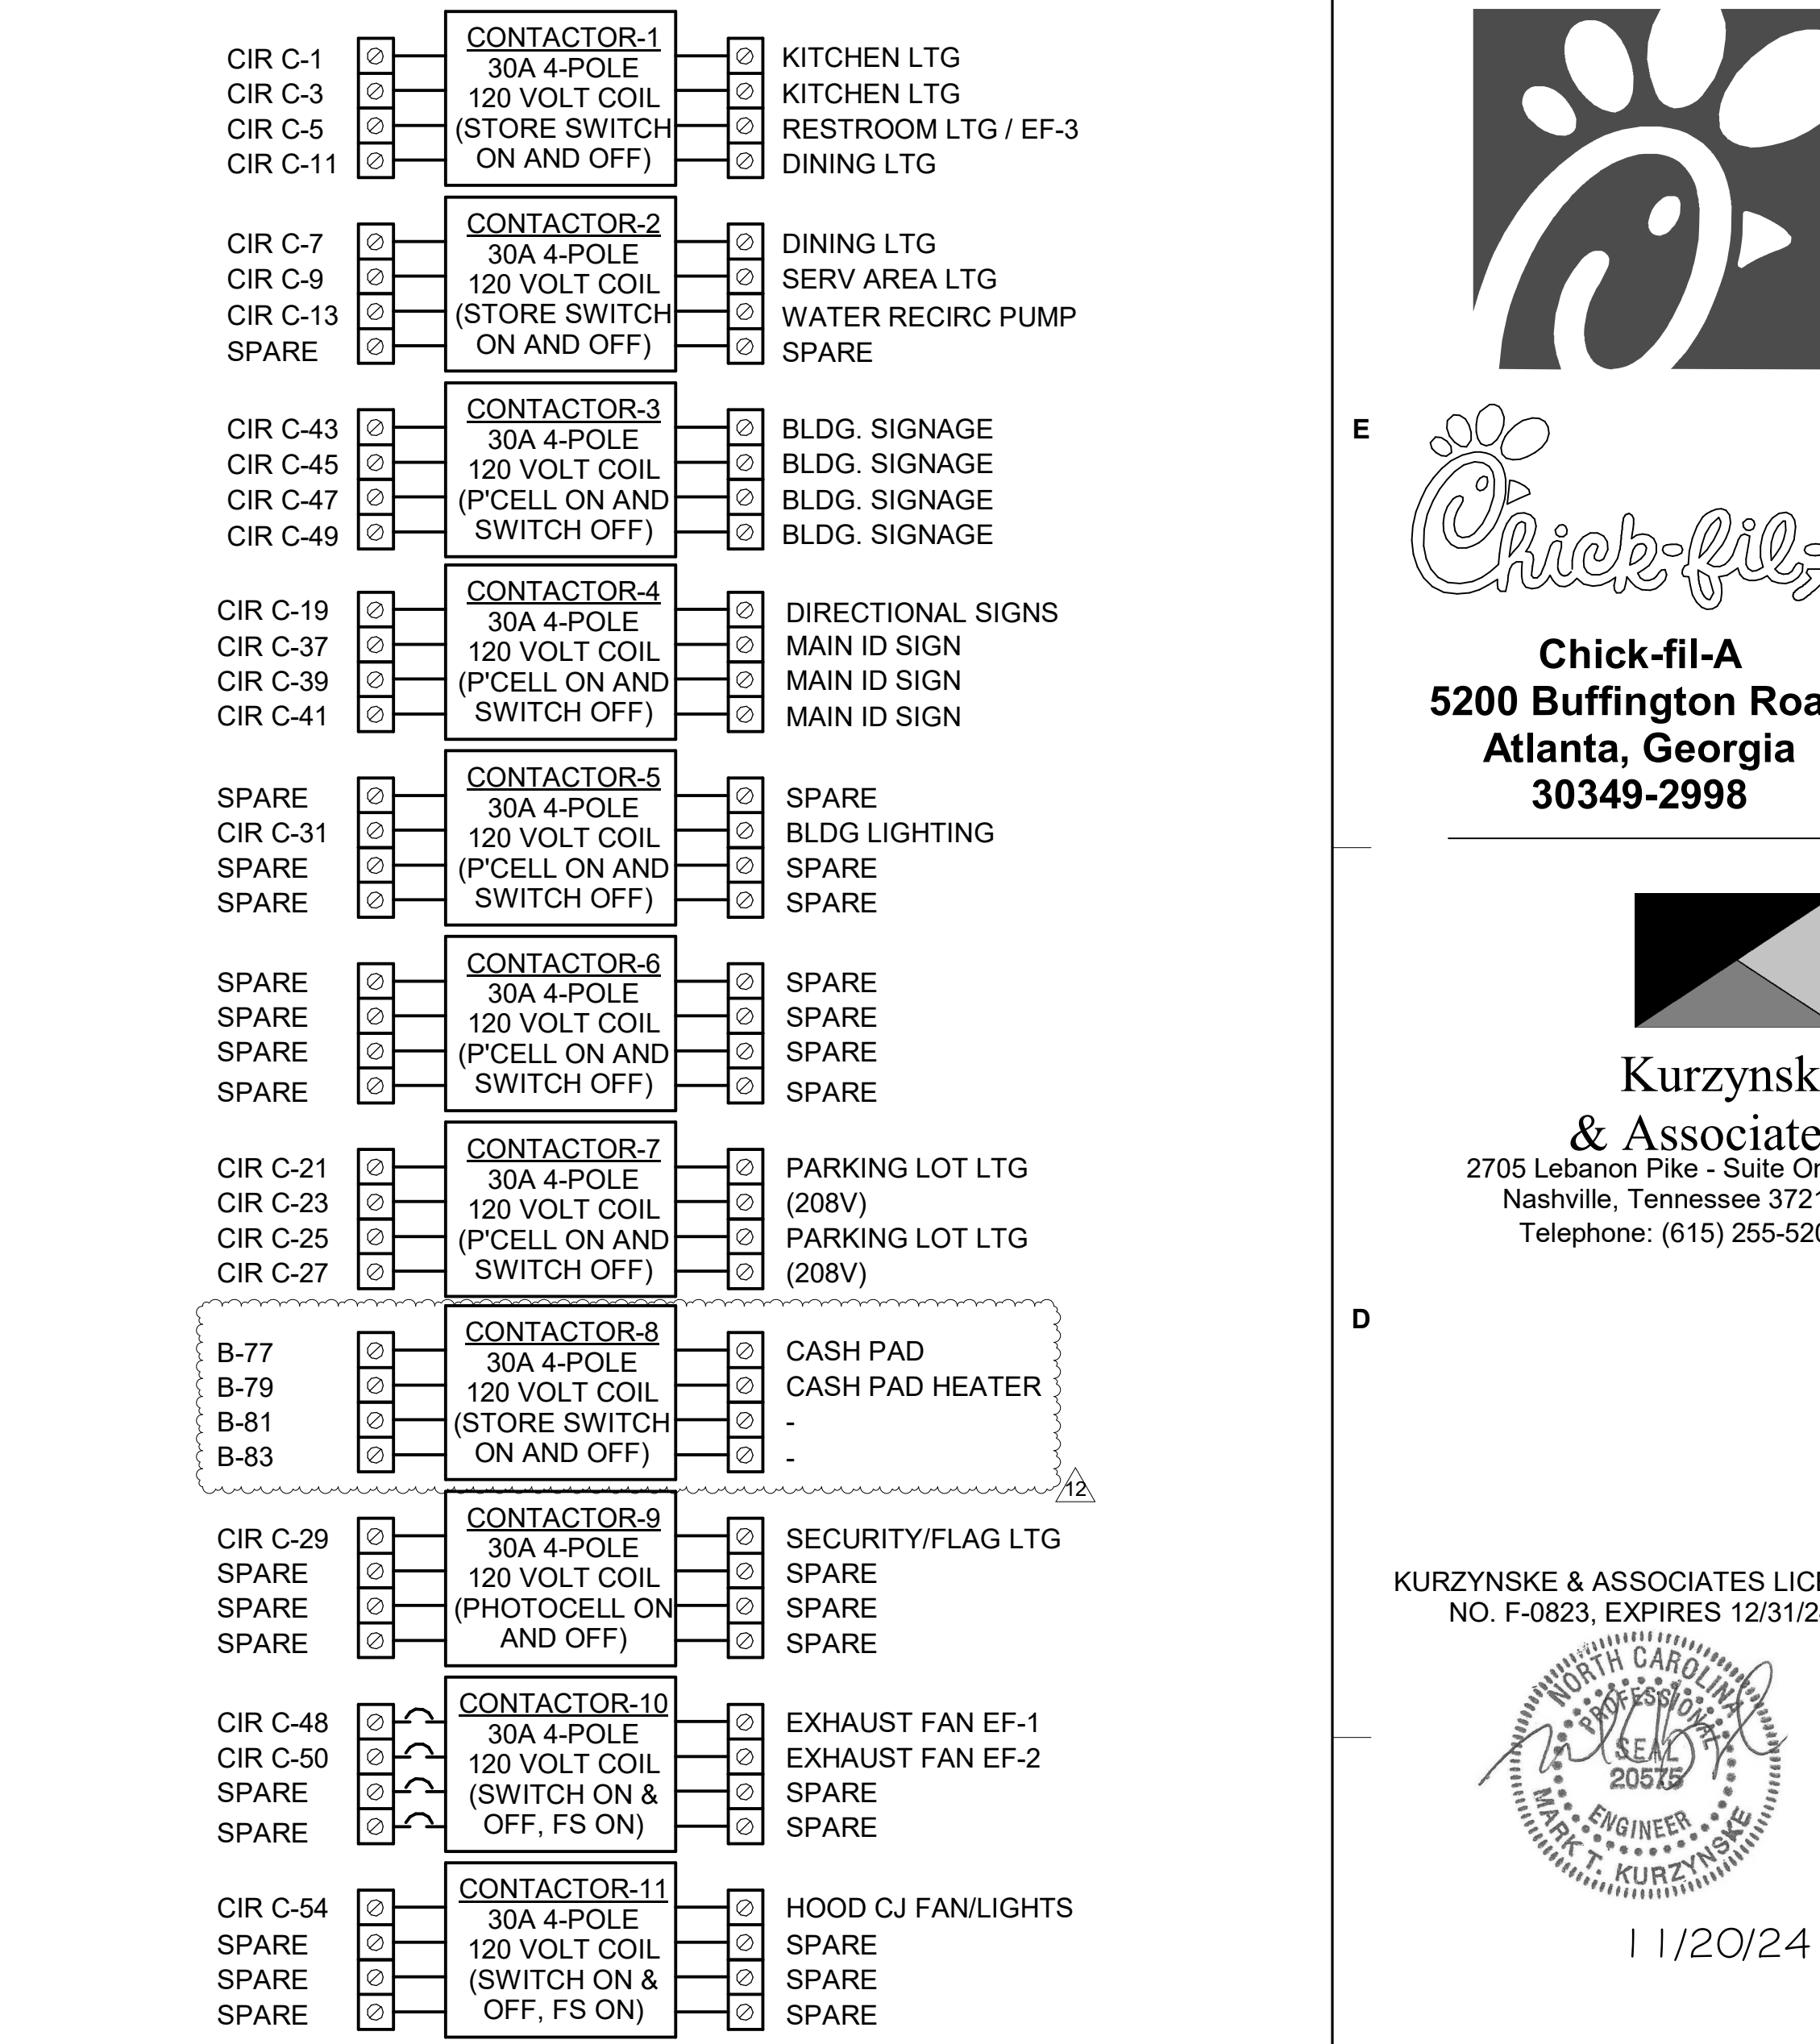 CONTACTOR-1
30A 4-POLE
120 VOLT COIL
(STORE SWITCH
ON AND OFF)
CIR C-1 KITCHEN LTG
CIR C-3 KITCHEN LTG
CIR C-5 RESTROOM LTG / EF-3
CIR C-11 DINING LTG
CONTACTOR-2
30A 4-POLE
120 VOLT COIL
(STORE SWITCH
ON AND OFF)
CIR C-7 DINING LTG
CIR C-9 SERV AREA LTG
CIR C-13 WATER RECIRC PUMP
SPARE SPARE
CONTACTOR-3
30A 4-POLE
120 VOLT COIL
(P'CELL ON AND
SWITCH OFF)
CIR C-43 BLDG. SIGNAGE
CIR C-45 BLDG. SIGNAGE
CIR C-47 BLDG. SIGNAGE
CIR C-49 BLDG. SIGNAGE
CONTACTOR-4
30A 4-POLE
120 VOLT COIL
(P'CELL ON AND
SWITCH OFF)
CIR C-19 DIRECTIONAL SIGNS
CIR C-37 MAIN ID SIGN
CIR C-39 MAIN ID SIGN
CIR C-41 MAIN ID SIGN
CONTACTOR-5
30A 4-POLE
120 VOLT COIL
(P'CELL ON AND
SWITCH OFF)
SPARE SPARE
CIR C-31 BLDG LIGHTING
SPARE SPARE
SPARE SPARE
CONTACTOR-6
30A 4-POLE
120 VOLT COIL
(P'CELL ON AND
SWITCH OFF)
SPARE SPARE
SPARE SPARE
SPARE SPARE
SPARE SPARE
CONTACTOR-7
30A 4-POLE
120 VOLT COIL
(P'CELL ON AND
SWITCH OFF)
CIR C-21 PARKING LOT LTG
CIR C-23 (208V)
CIR C-25 PARKING LOT LTG
CIR C-27 (208V)
CONTACTOR-8
30A 4-POLE
120 VOLT COIL
(STORE SWITCH
ON AND OFF)
B-77 CASH PAD
B-79 CASH PAD HEATER
B-81 -
B-83 -
12
CONTACTOR-9
30A 4-POLE
120 VOLT COIL
(PHOTOCELL ON
AND OFF)
CIR C-29 SECURITY/FLAG LTG
SPARE SPARE
SPARE SPARE
SPARE SPARE
CONTACTOR-10
30A 4-POLE
120 VOLT COIL
(SWITCH ON &
OFF, FS ON)
CIR C-48 EXHAUST FAN EF-1
CIR C-50 EXHAUST FAN EF-2
SPARE SPARE
SPARE SPARE
CONTACTOR-11
30A 4-POLE
120 VOLT COIL
(SWITCH ON &
OFF, FS ON)
CIR C-54 HOOD CJ FAN/LIGHTS
SPARE SPARE
SPARE SPARE
SPARE SPARE
E
Chick-fil-
Chick-fil-A
5200 Buffington Roa
Atlanta, Georgia
30349-2998
Kurzynsk
& Associate
2705 Lebanon Pike - Suite On
Nashville, Tennessee 3721
Telephone: (615) 255-520
D
KURZYNSKE & ASSOCIATES LICE
NO. F-0823, EXPIRES 12/31/2
NORTH CAROLINA
PROFESSIONAL
SEAL
20575
ENGINEER
MARK T. KURZYNSKE
11/20/24